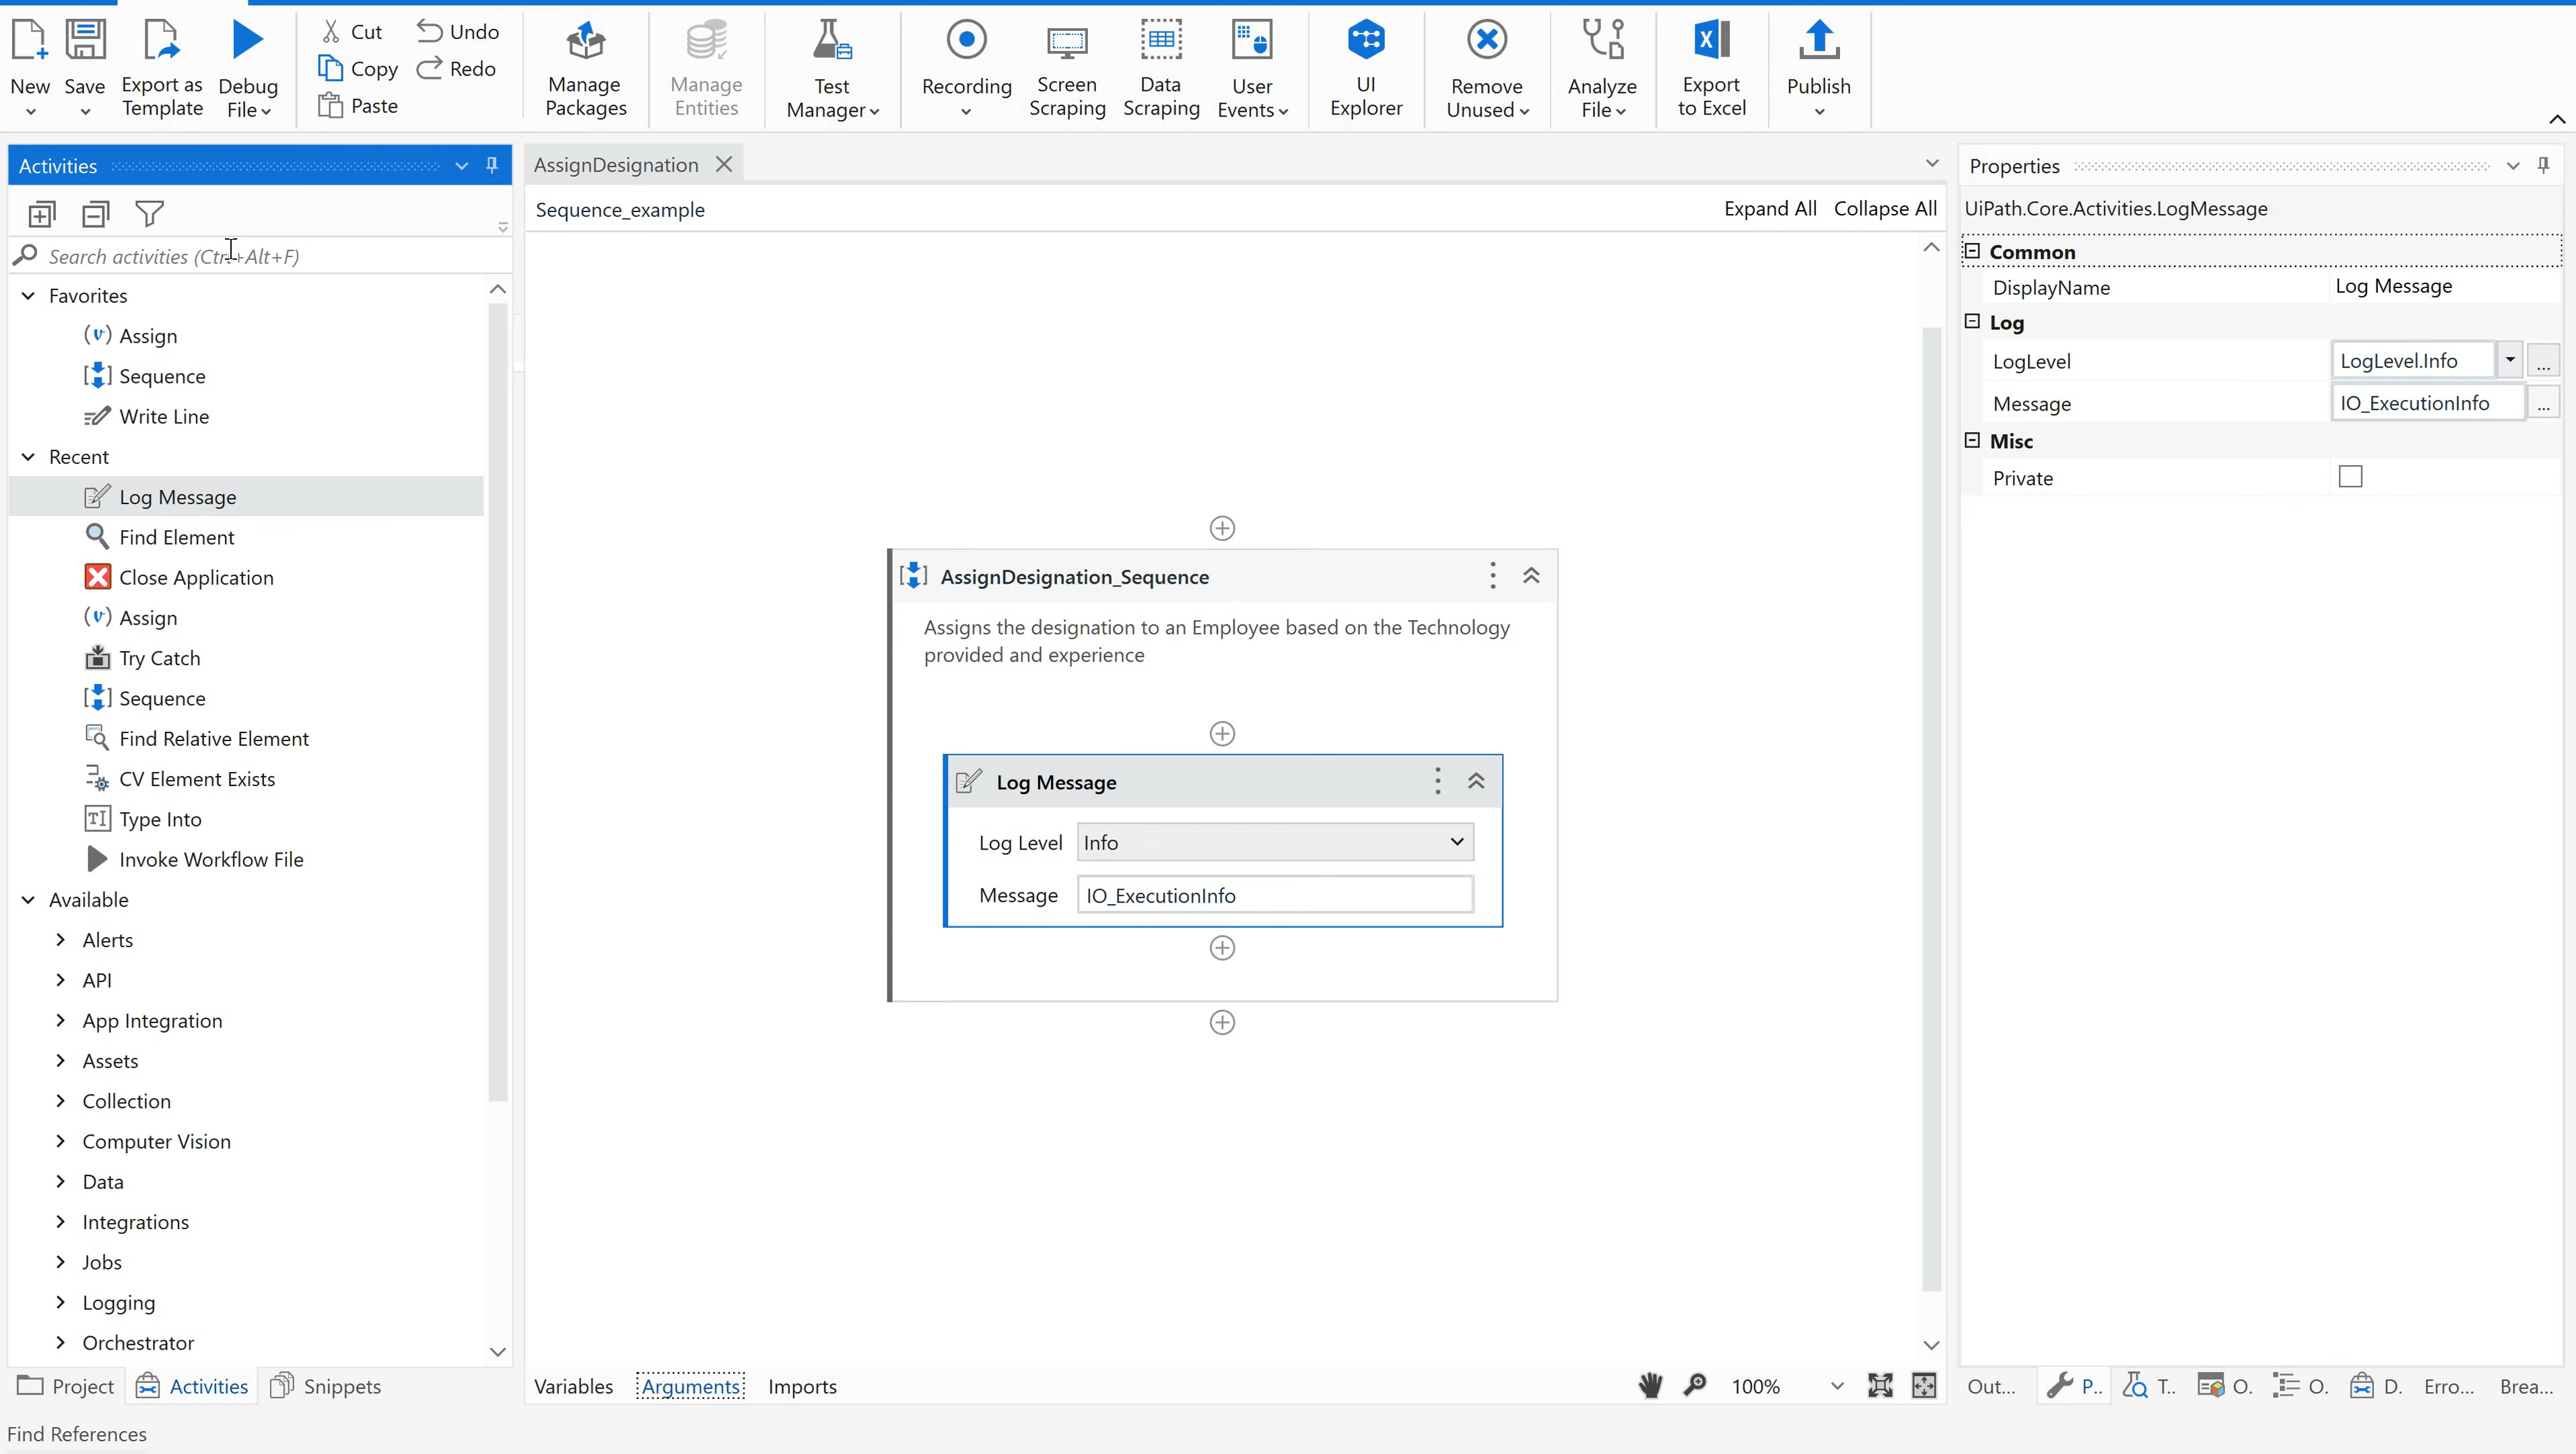 New
Save
Export as
Template
Debug
File
Cut
Copy
Paste
Undo
Redo
Manage
Packages
Manage
Entities
Test
Manager
Recording
Screen
Scraping
Data
Scraping
User
Events
UI
Explorer
Remove
Unused
Analyze
File
Export
to Excel
Publish
Activities
Search activities (Ctrl+Alt+F)
Favorites
Assign
Sequence
Write Line
Recent
Log Message
Find Element
Close Application
Assign
Try Catch
Sequence
Find Relative Element
CV Element Exists
Type Into
Invoke Workflow File
Available
Alerts
API
App Integration
Assets
Collection
Computer Vision
Data
Integrations
Jobs
Logging
Orchestrator
Project
Activities
Snippets
Find References
AssignDesignation
Sequence_example
Expand All
Collapse All
AssignDesignation_Sequence
Assigns the designation to an Employee based on the Technology
provided and experience
Log Message
Log Level
Info
Message
IO_ExecutionInfo
Variables
Arguments
Imports
100%
Properties
UiPath.Core.Activities.LogMessage
Common
DisplayName
Log Message
Log
LogLevel
LogLevel.Info
...
Message
IO_ExecutionInfo
...
Misc
Private
Out...
P..
T..
O.
O.
D.
Erro...
Brea...